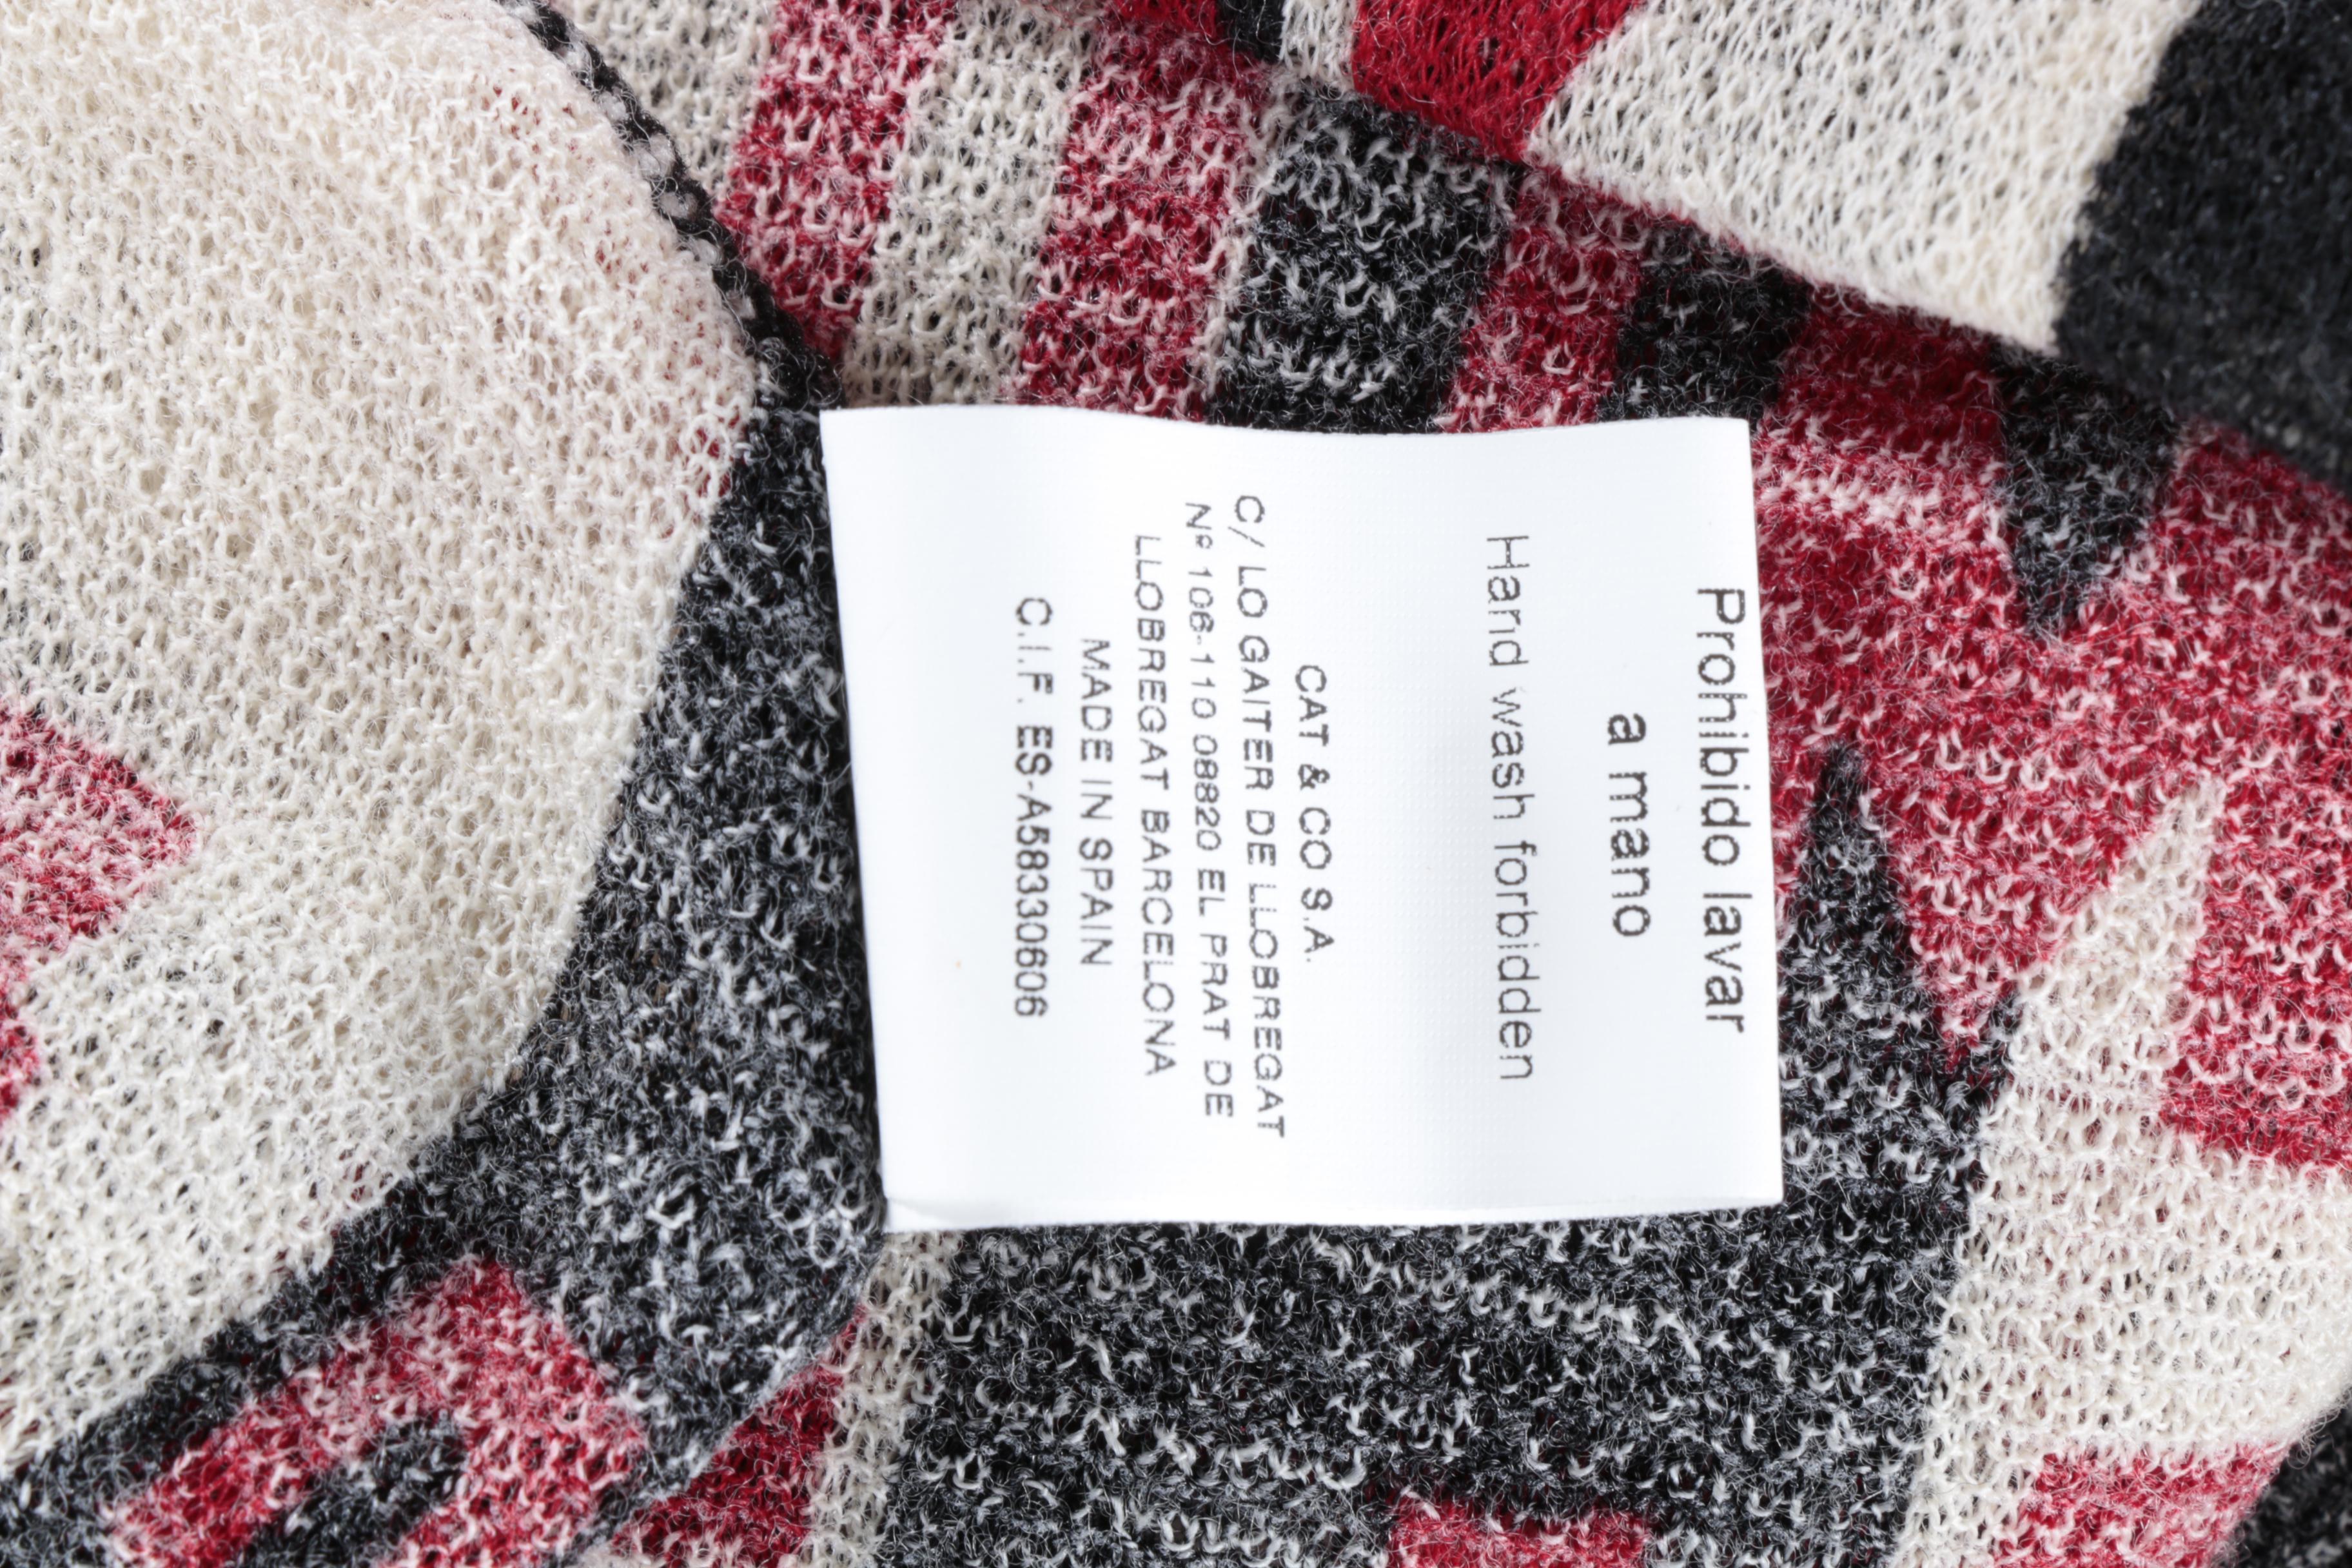 Prohibido lavar
a mano
Hand wash forbidden
CAT & CO S.A.
C/ LO GAITER DE LLOBREGAT
Nº 106-110 08820 EL PRAT DE
LLOBREGAT BARCELONA
MADE IN SPAIN
C.I.F. ES-A58330606